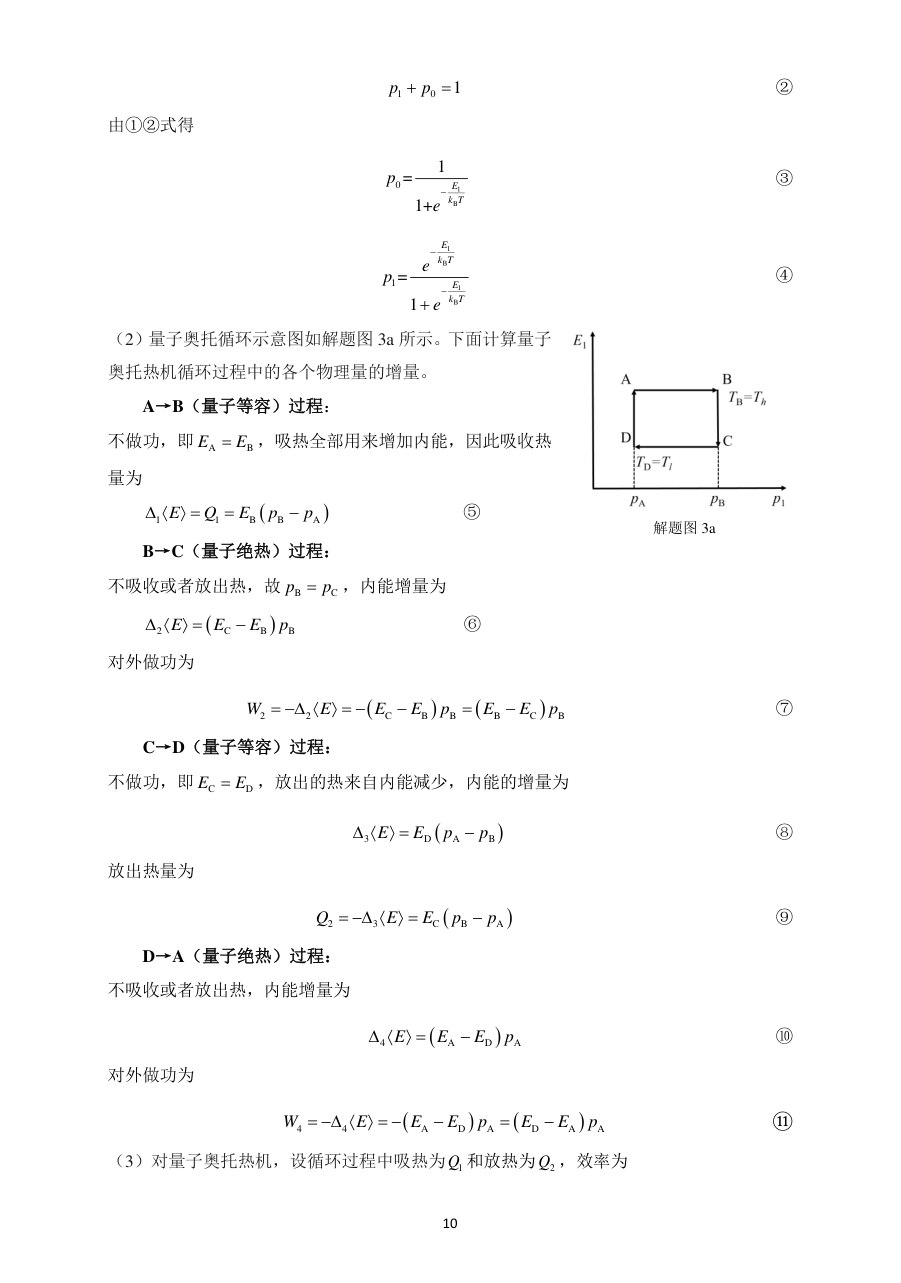 p₁ + p₀ = 1 ②
由①②式得
p₀ = 1 / (1+e^(−E₁/(k_B T))) ③
p₁ = e^(−E₁/(k_B T)) / (1+e^(−E₁/(k_B T))) ④
（2）量子奥托循环示意图如解题图 3a 所示。下面计算量子
奥托热机循环过程中的各个物理量的增量。
A→B（量子等容）过程：
不做功，即 E_A = E_B ，吸热全部用来增加内能，因此吸收热
量为
Δ₁⟨E⟩ = Q₁ = E_B (p_B − p_A) ⑤
B→C（量子绝热）过程：
不吸收或者放出热，故 p_B = p_C ，内能增量为
Δ₂⟨E⟩ = (E_C − E_B) p_B ⑥
E₁
A B
T_B=T_h
D C
T_D=T_l
p_A p_B p₁
解题图 3a
对外做功为
W₂ = −Δ₂⟨E⟩ = −(E_C − E_B) p_B = (E_B − E_C) p_B ⑦
C→D（量子等容）过程：
不做功，即 E_C = E_D ，放出的热来自内能减少，内能的增量为
Δ₃⟨E⟩ = E_D (p_A − p_B) ⑧
放出热量为
Q₂ = −Δ₃⟨E⟩ = E_C (p_B − p_A) ⑨
D→A（量子绝热）过程：
不吸收或者放出热，内能增量为
Δ₄⟨E⟩ = (E_A − E_D) p_A ⑩
对外做功为
W₄ = −Δ₄⟨E⟩ = −(E_A − E_D) p_A = (E_D − E_A) p_A ⑪
（3）对量子奥托热机，设循环过程中吸热为Q₁ 和放热为Q₂ ，效率为
10